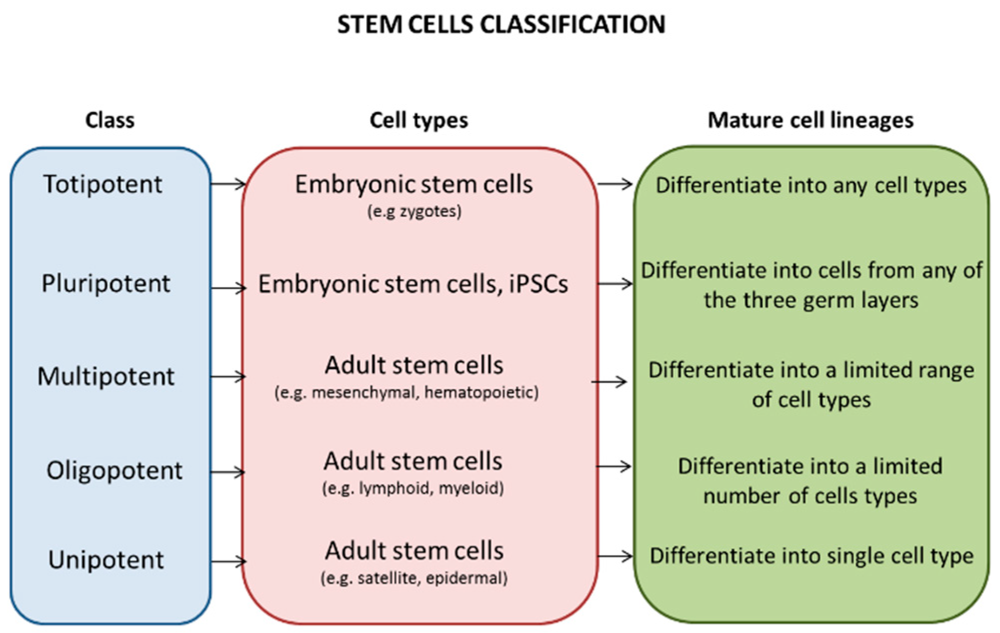 STEM CELLS CLASSIFICATION
Class
Cell types
Mature cell lineages
Totipotent
Embryonic stem cells
(e.g zygotes)
Differentiate into any cell types
Pluripotent
Embryonic stem cells, iPSCs
Differentiate into cells from any of
the three germ layers
Multipotent
Adult stem cells
(e.g. mesenchymal, hematopoietic)
Differentiate into a limited range
of cell types
Oligopotent
Adult stem cells
(e.g. lymphoid, myeloid)
Differentiate into a limited
number of cells types
Unipotent
Adult stem cells
(e.g. satellite, epidermal)
Differentiate into single cell type